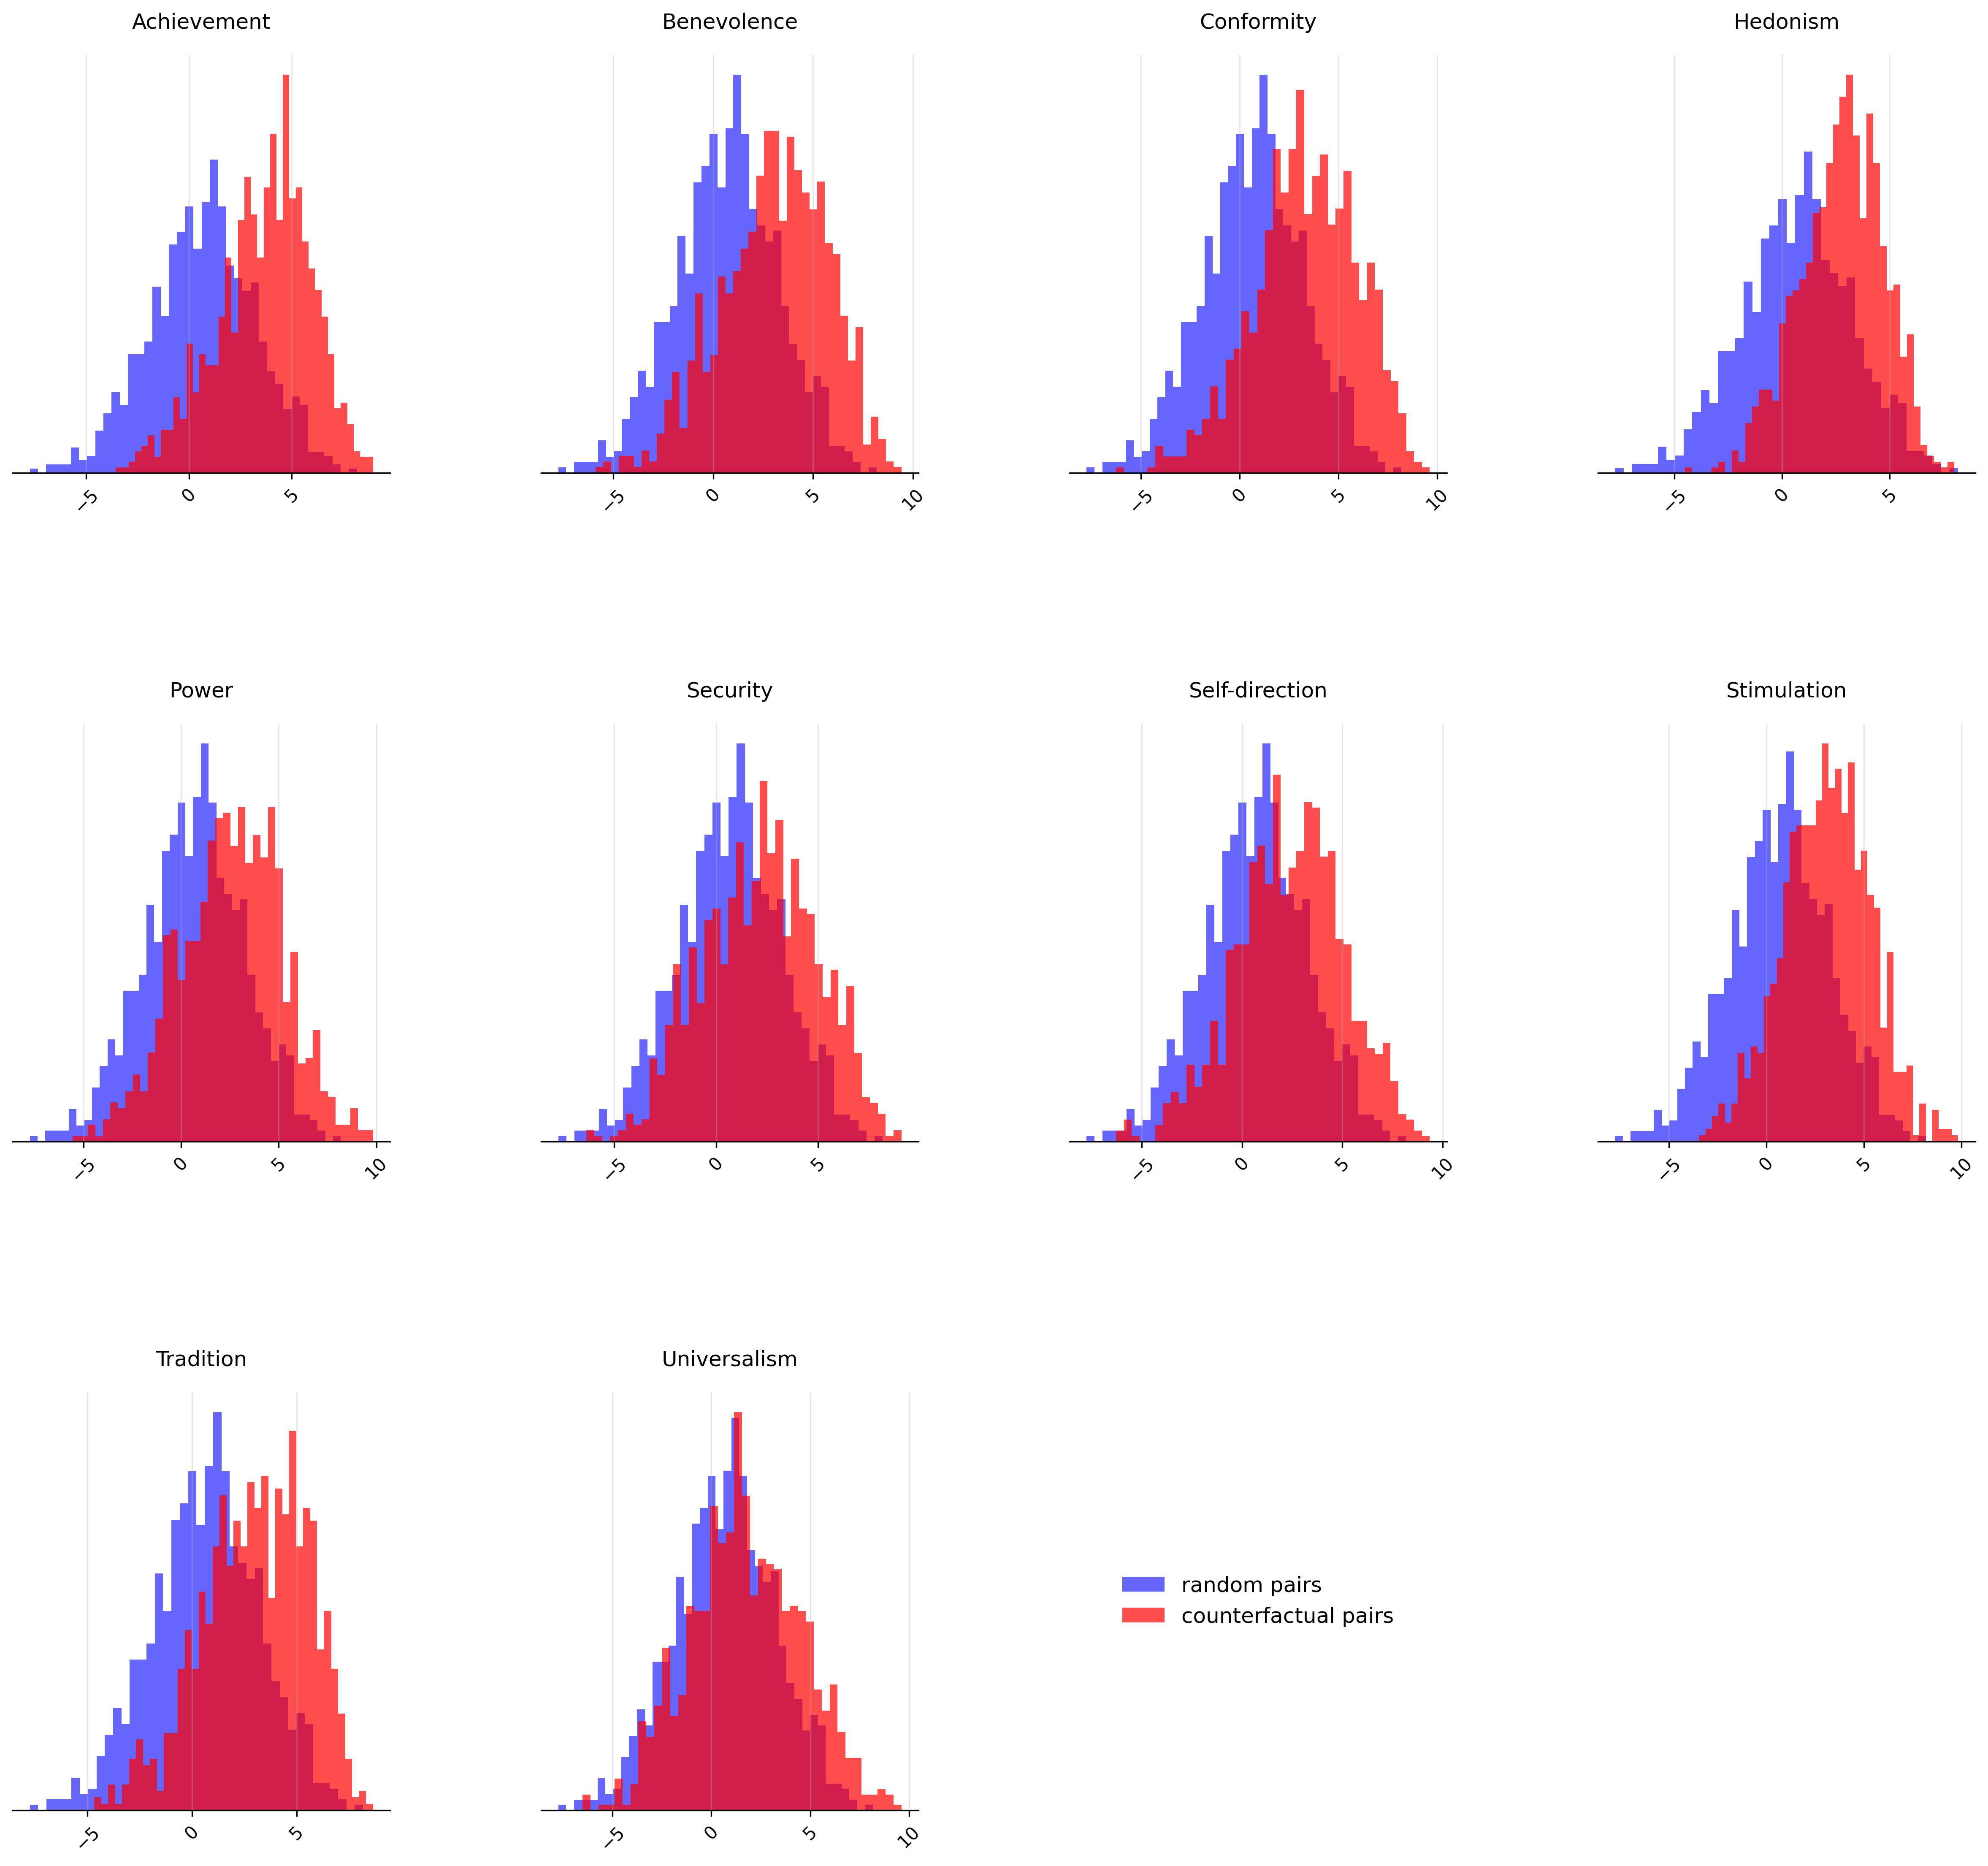 Achievement
Benevolence
Conformity
Hedonism
−5 0 5
−5 0 5 10
−5 0 5 10
−5 0 5
Power
Security
Self-direction
Stimulation
−5 0 5 10
−5 0 5
−5 0 5 10
−5 0 5 10
Tradition
Universalism
random pairs
counterfactual pairs
−5 0 5
−5 0 5 10